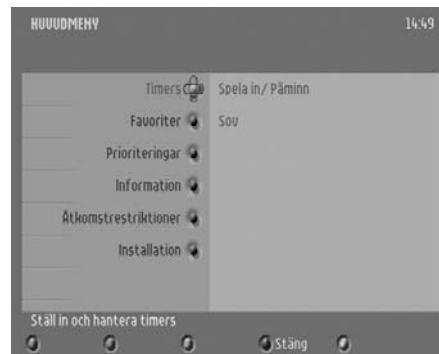 HUVUDMENY 14:49
Timers Spela in/ Påminn
Favoriter Sov
Prioriteringar
Information
Åtkomstrestriktioner
Installation
Ställ in och hantera timers
Stäng